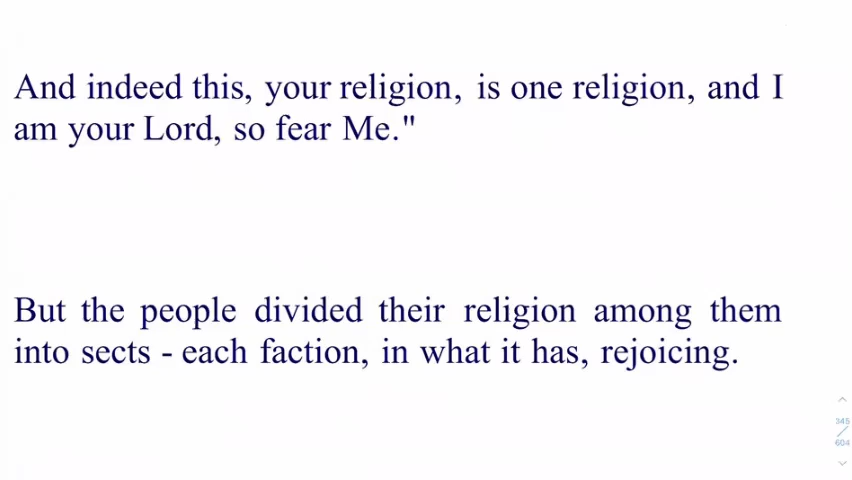 And indeed this, your religion, is one religion, and I
am your Lord, so fear Me."
But the people divided their religion among them
into sects - each faction, in what it has, rejoicing.
345
604